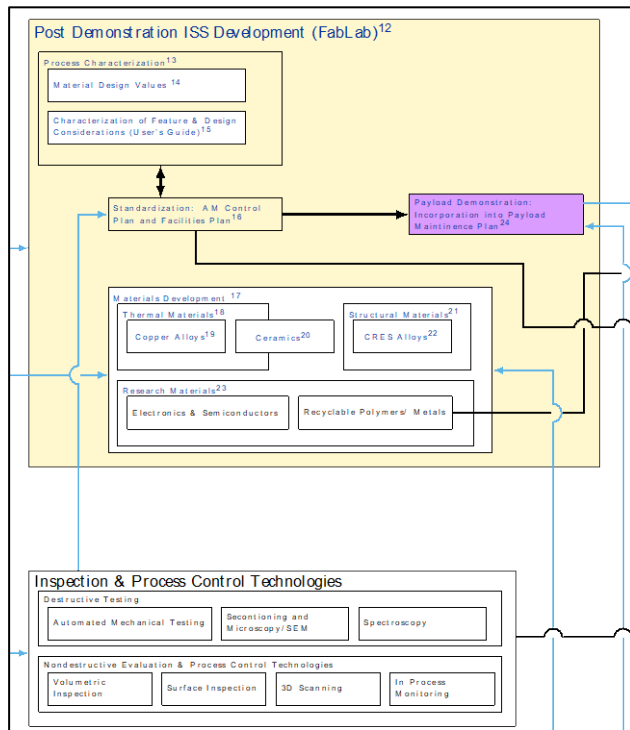 Post Demonstration ISS Development (FabLab)12
Process Characterization13
Material Design Values 14
Characterization of Feature & Design
Considerations (User's Guide)15
Standardization: AM Control
Plan and Facilities Plan16
Payload Demonstration:
Incorporation into Payload
Maintinence Plan24
Materials Development 17
Thermal Materials18
Copper Alloys19
Ceramics20
Structural Materials21
CRES Alloys22
Research Materials23
Electronics & Semiconductors
Recyclable Polymers/ Metals
Inspection & Process Control Technologies
Destructive Testing
Automated Mechanical Testing
Secontioning and
Microscopy/SEM
Spectroscopy
Nondestructive Evaluation & Process Control Technologies
Volumetric
Inspection
Surface Inspection
3D Scanning
In Process
Monitoring